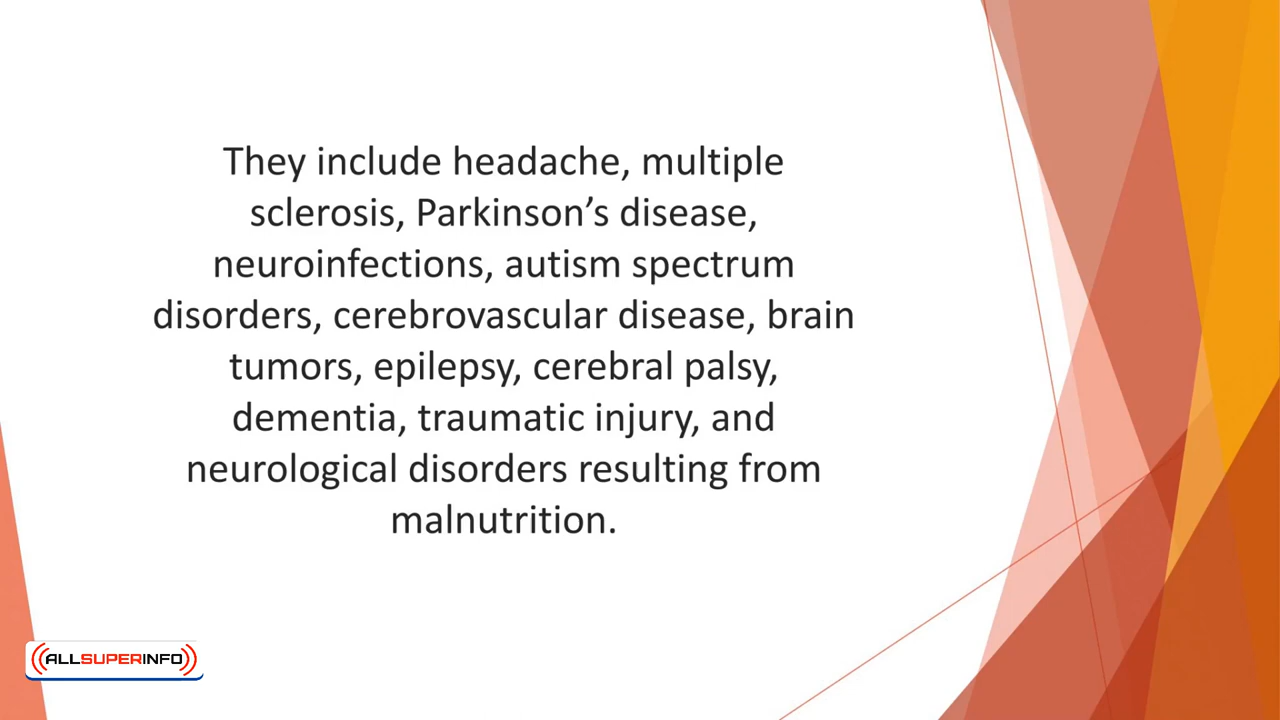 They include headache, multiple
sclerosis, Parkinson’s disease,
neuroinfections, autism spectrum
disorders, cerebrovascular disease, brain
tumors, epilepsy, cerebral palsy,
dementia, traumatic injury, and
neurological disorders resulting from
malnutrition.
ALLSUPERINFO